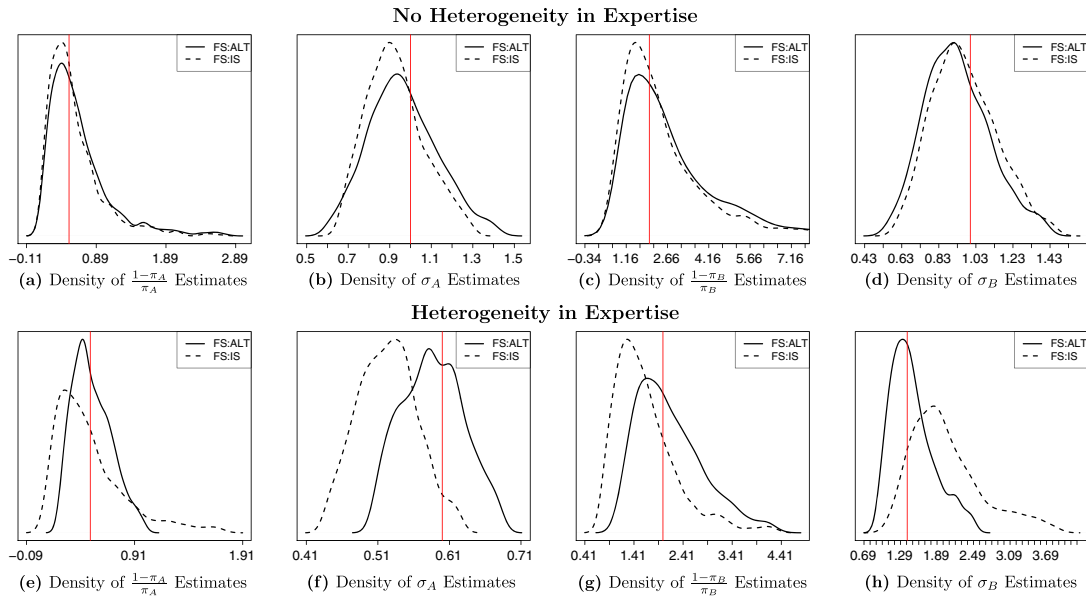 No Heterogeneity in Expertise
FS:ALT
FS:IS
FS:ALT
FS:IS
FS:ALT
FS:IS
FS:ALT
FS:IS
−0.11 0.89 1.89 2.89
0.5 0.7 0.9 1.1 1.3 1.5
−0.34 1.16 2.66 4.16 5.66 7.16
0.43 0.63 0.83 1.03 1.23 1.43
(a) Density of \frac{1−π_A}{π_A} Estimates
(b) Density of σ_A Estimates
(c) Density of \frac{1−π_B}{π_B} Estimates
(d) Density of σ_B Estimates
Heterogeneity in Expertise
FS:ALT
FS:IS
FS:ALT
FS:IS
FS:ALT
FS:IS
FS:ALT
FS:IS
−0.09 0.91 1.91
0.41 0.51 0.61 0.71
0.41 1.41 2.41 3.41 4.41
0.69 1.29 1.89 2.49 3.09 3.69
(e) Density of \frac{1−π_A}{π_A} Estimates
(f) Density of σ_A Estimates
(g) Density of \frac{1−π_B}{π_B} Estimates
(h) Density of σ_B Estimates